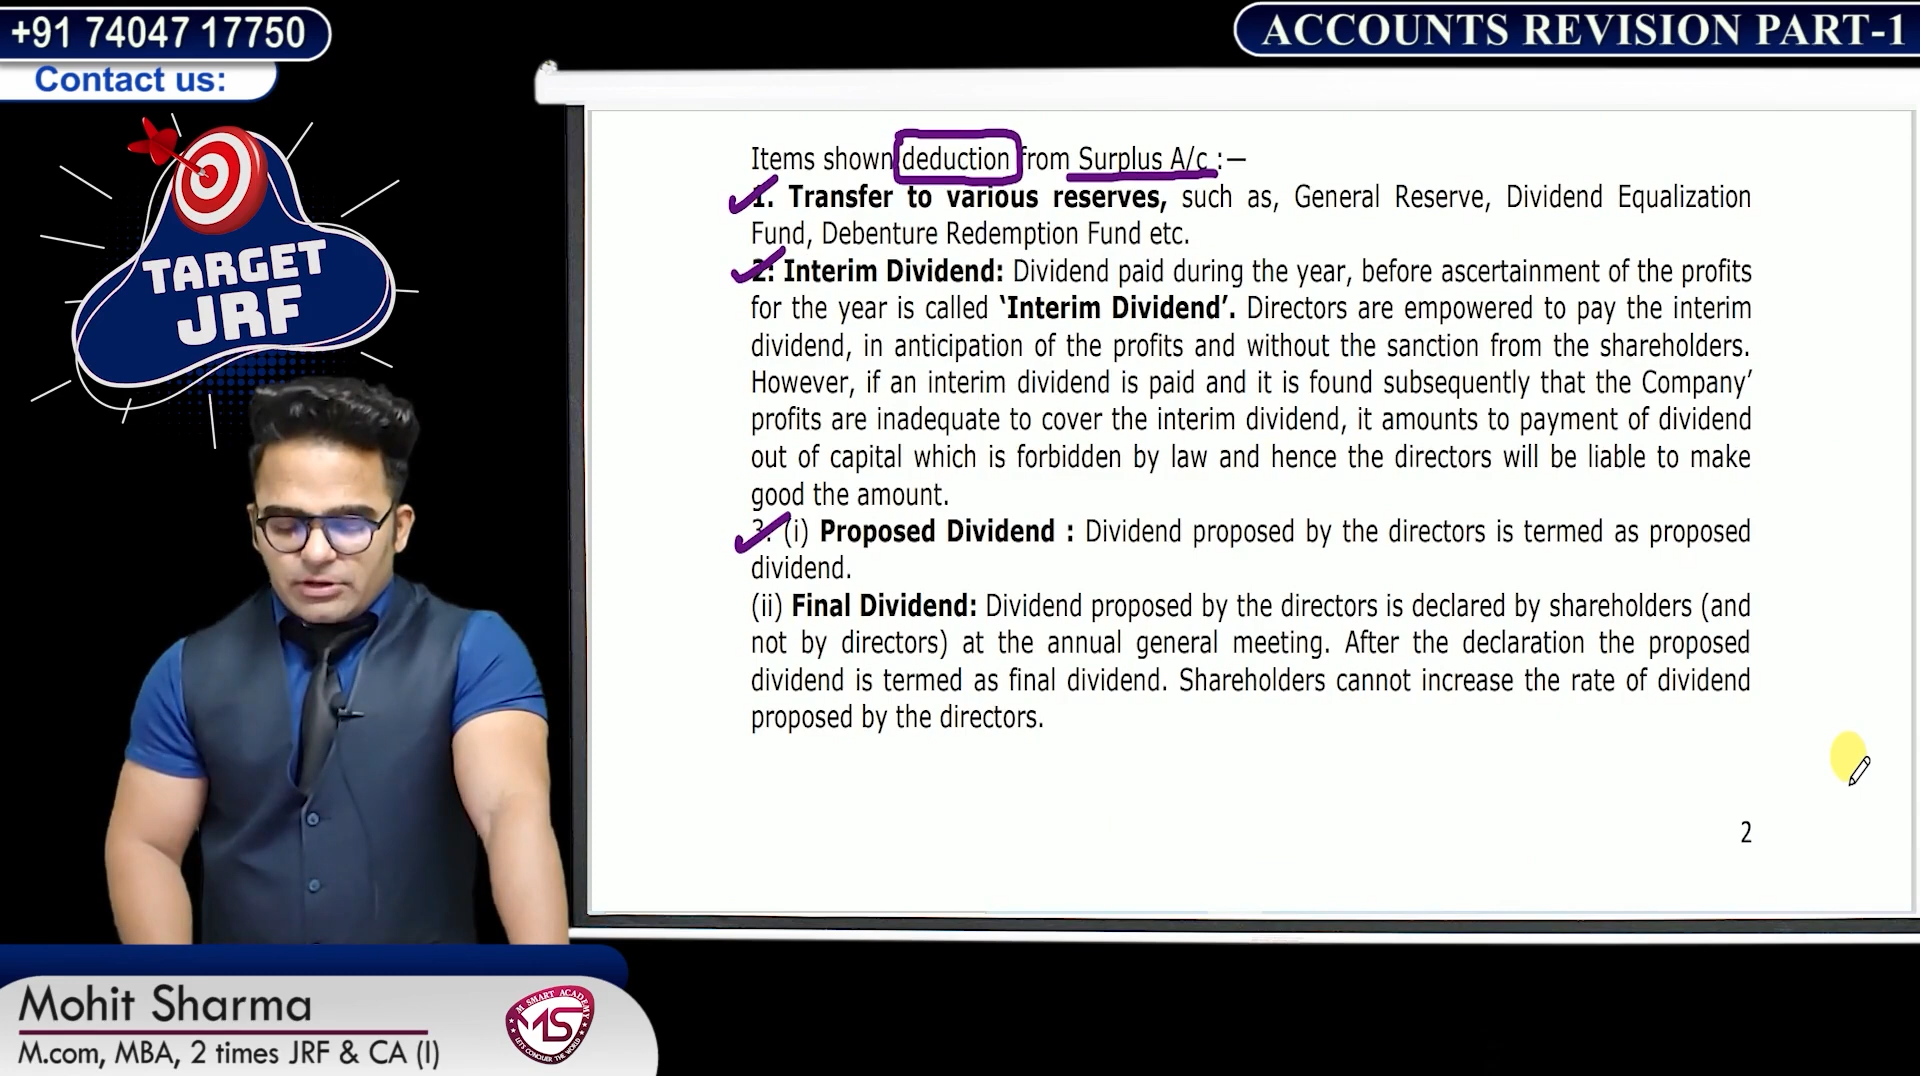 +91 74047 17750
Contact us:
ACCOUNTS REVISION PART-1
TARGET
JRF
Items shown deduction from Surplus A/c :—
1. Transfer to various reserves, such as, General Reserve, Dividend Equalization
Fund, Debenture Redemption Fund etc.
2: Interim Dividend: Dividend paid during the year, before ascertainment of the profits
for the year is called ‘Interim Dividend’. Directors are empowered to pay the interim
dividend, in anticipation of the profits and without the sanction from the shareholders.
However, if an interim dividend is paid and it is found subsequently that the Company’
profits are inadequate to cover the interim dividend, it amounts to payment of dividend
out of capital which is forbidden by law and hence the directors will be liable to make
good the amount.
3. (i) Proposed Dividend : Dividend proposed by the directors is termed as proposed
dividend.
(ii) Final Dividend: Dividend proposed by the directors is declared by shareholders (and
not by directors) at the annual general meeting. After the declaration the proposed
dividend is termed as final dividend. Shareholders cannot increase the rate of dividend
proposed by the directors.
2
Mohit Sharma
M.com, MBA, 2 times JRF & CA (I)
M SMART ACADEMY
MS
LETS CONQUER THE WORLD